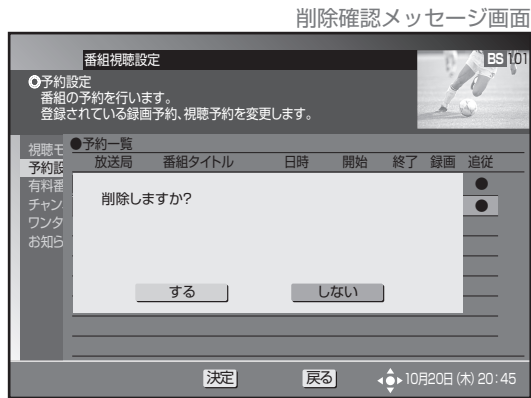 削除確認メッセージ画面
番組視聴設定
BS 101
予約設定
番組の予約を行います。
登録されている録画予約、視聴予約を変更します。
●予約一覧
放送局 番組タイトル 日時 開始 終了 録画 追従
視聴モ
予約設
有料番
チャン
ワンタ
お知ら
削除しますか?
する しない
決定 戻る 10月20日(木) 20:45